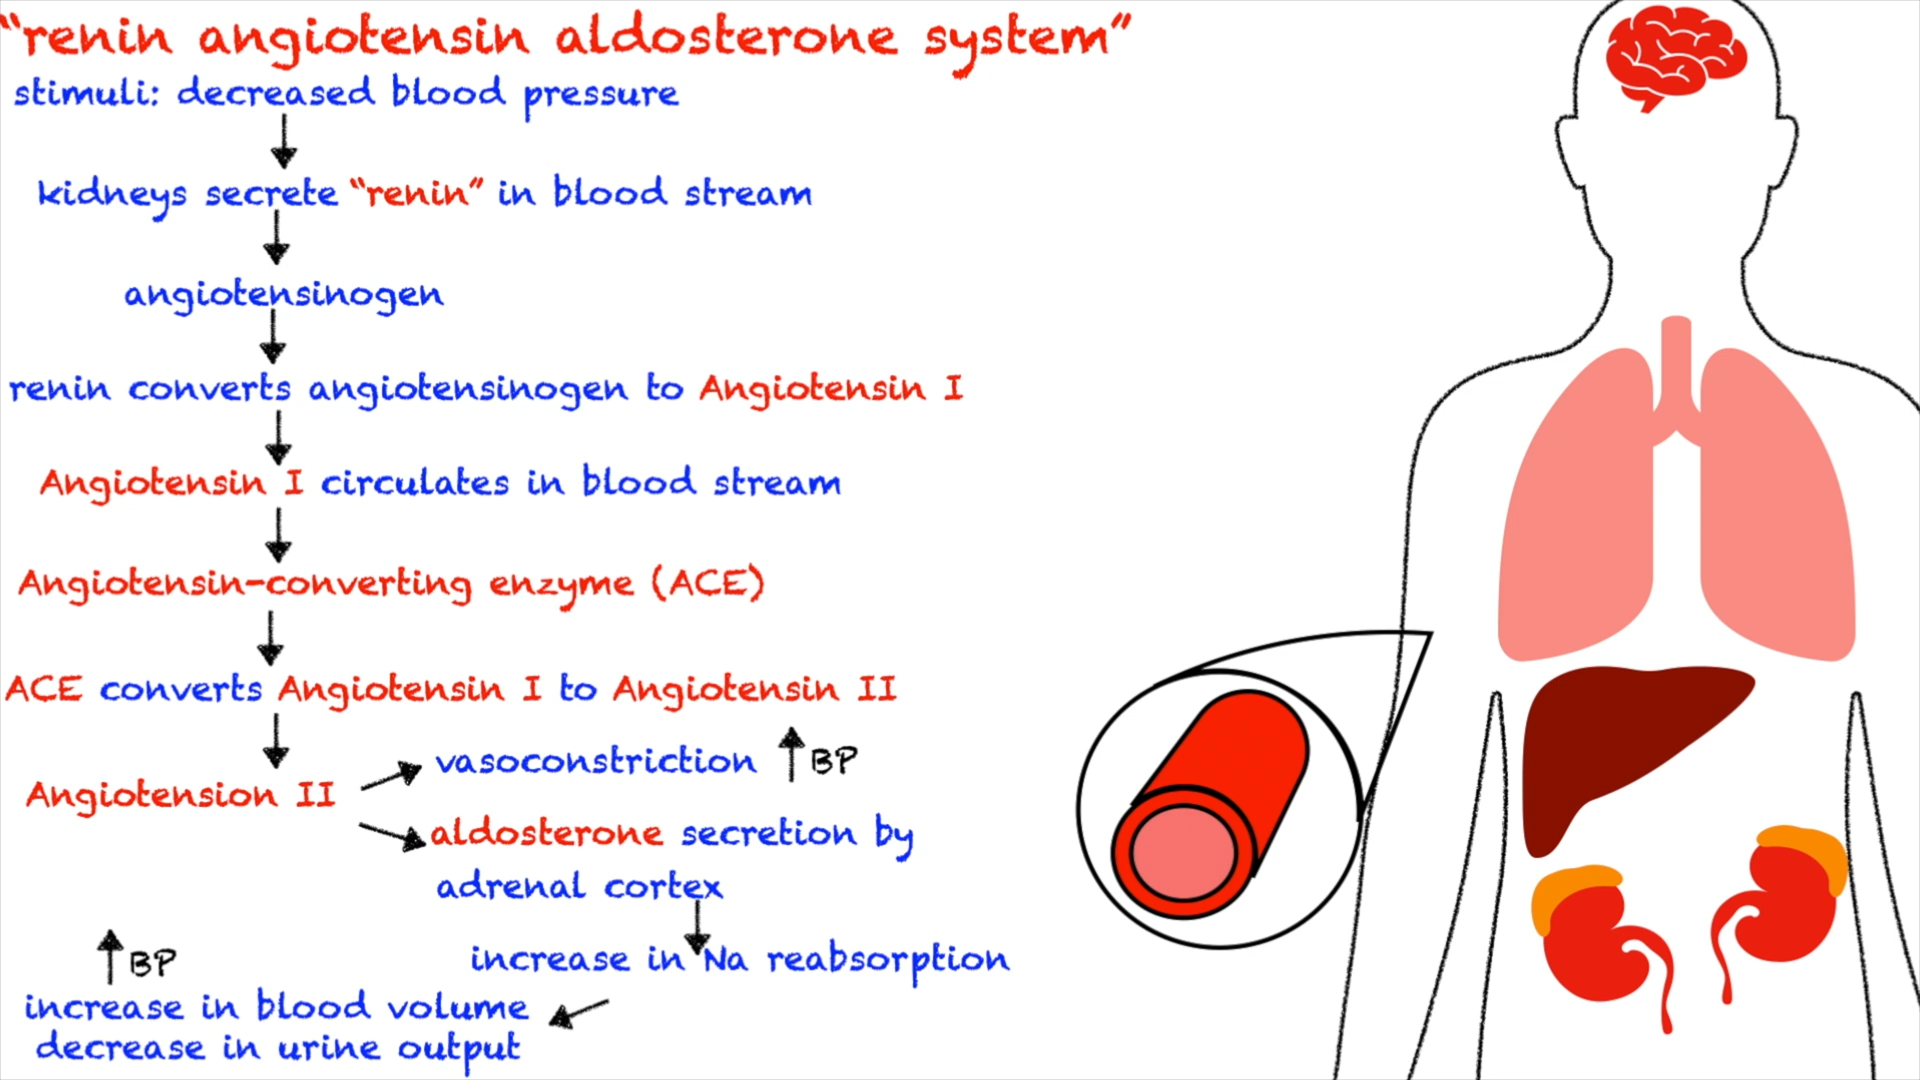 “renin angiotensin aldosterone system”
stimuli: decreased blood pressure
kidneys secrete “renin” in blood stream
angiotensinogen
renin converts angiotensinogen to Angiotensin I
Angiotensin I circulates in blood stream
Angiotensin-converting enzyme (ACE)
ACE converts Angiotensin I to Angiotensin II
Angiotension II
vasoconstriction BP
aldosterone secretion by
adrenal cortex
increase in Na reabsorption
BP
increase in blood volume
decrease in urine output